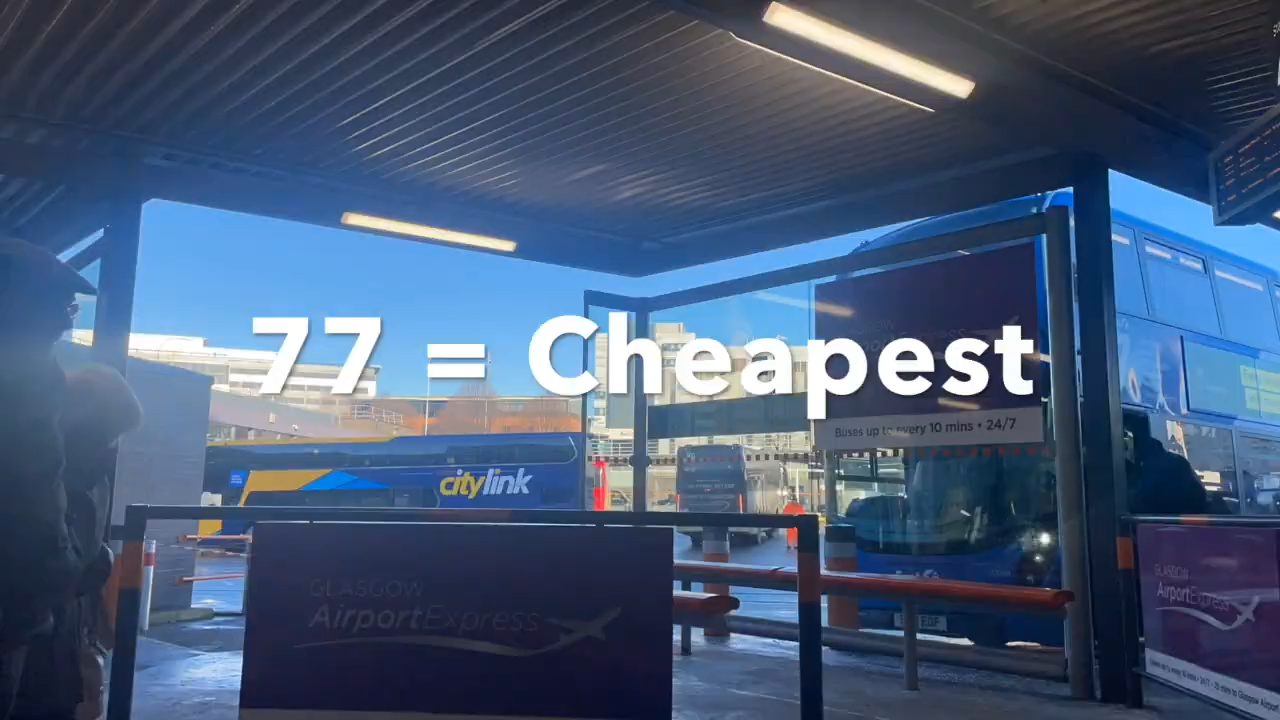 77 = Cheapest
Buses up to every 10 mins • 24/7
citylink
GLASGOW
AirportExpress
GLASGOW
AirportExpress